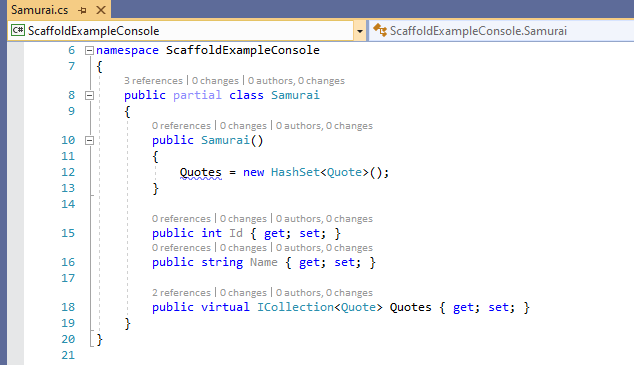 Samurai.cs
C# ScaffoldExampleConsole ScaffoldExampleConsole.Samurai
6 namespace ScaffoldExampleConsole
7 {
3 references | 0 changes | 0 authors, 0 changes
8 public partial class Samurai
9 {
0 references | 0 changes | 0 authors, 0 changes
10 public Samurai()
11 {
12 Quotes = new HashSet<Quote>();
13 }
14
0 references | 0 changes | 0 authors, 0 changes
15 public int Id { get; set; }
0 references | 0 changes | 0 authors, 0 changes
16 public string Name { get; set; }
17
2 references | 0 changes | 0 authors, 0 changes
18 public virtual ICollection<Quote> Quotes { get; set; }
19 }
20 }
21